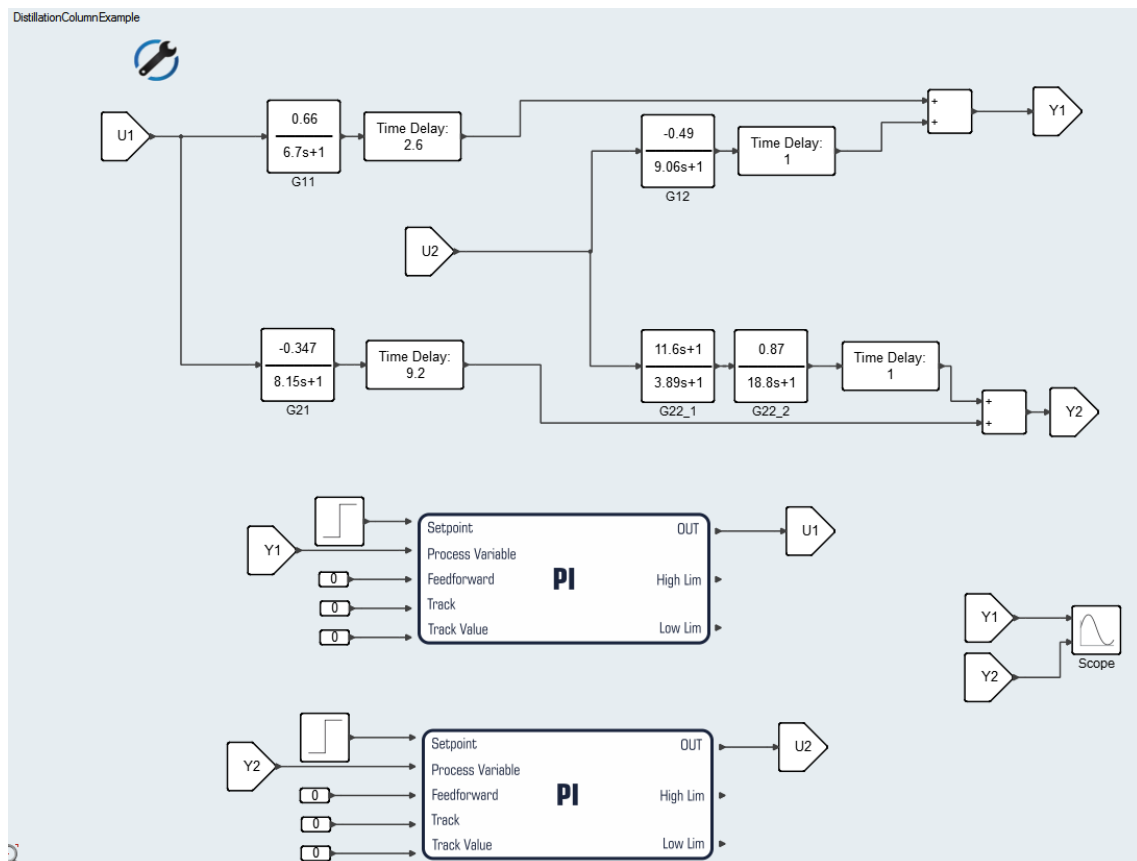 DistillationColumnExample
U1
0.66
6.7s+1
G11
Time Delay:
2.6
-0.49
9.06s+1
G12
Time Delay:
1
+
+
Y1
U2
-0.347
8.15s+1
G21
Time Delay:
9.2
11.6s+1
3.89s+1
G22_1
0.87
18.8s+1
G22_2
Time Delay:
1
+
+
Y2
Y1
0
0
0
Setpoint
Process Variable
Feedforward
Track
Track Value
PI
OUT
High Lim
Low Lim
U1
Y1
Y2
Scope
Y2
0
0
0
Setpoint
Process Variable
Feedforward
Track
Track Value
PI
OUT
High Lim
Low Lim
U2